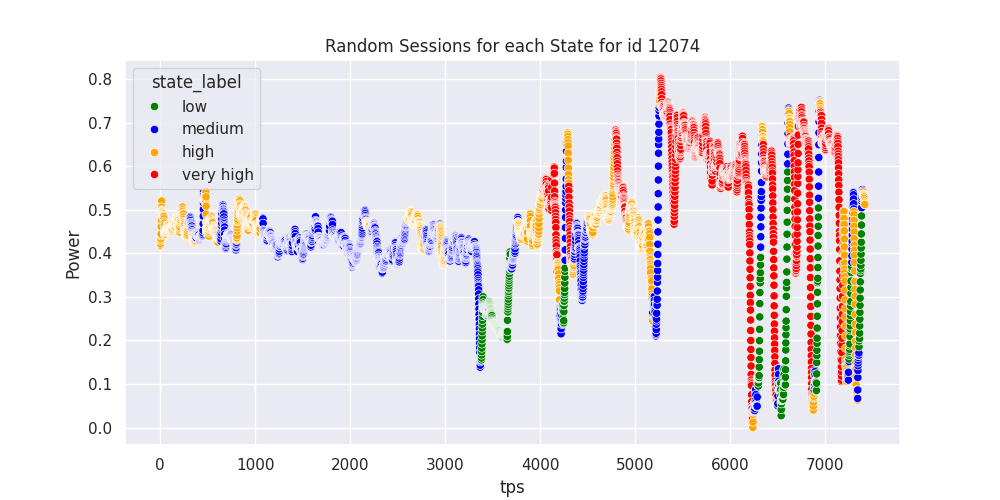 Random Sessions for each State for id 12074
state_label
low
medium
high
very high
Power
0.8
0.7
0.6
0.5
0.4
0.3
0.2
0.1
0.0
0 1000 2000 3000 4000 5000 6000 7000
tps